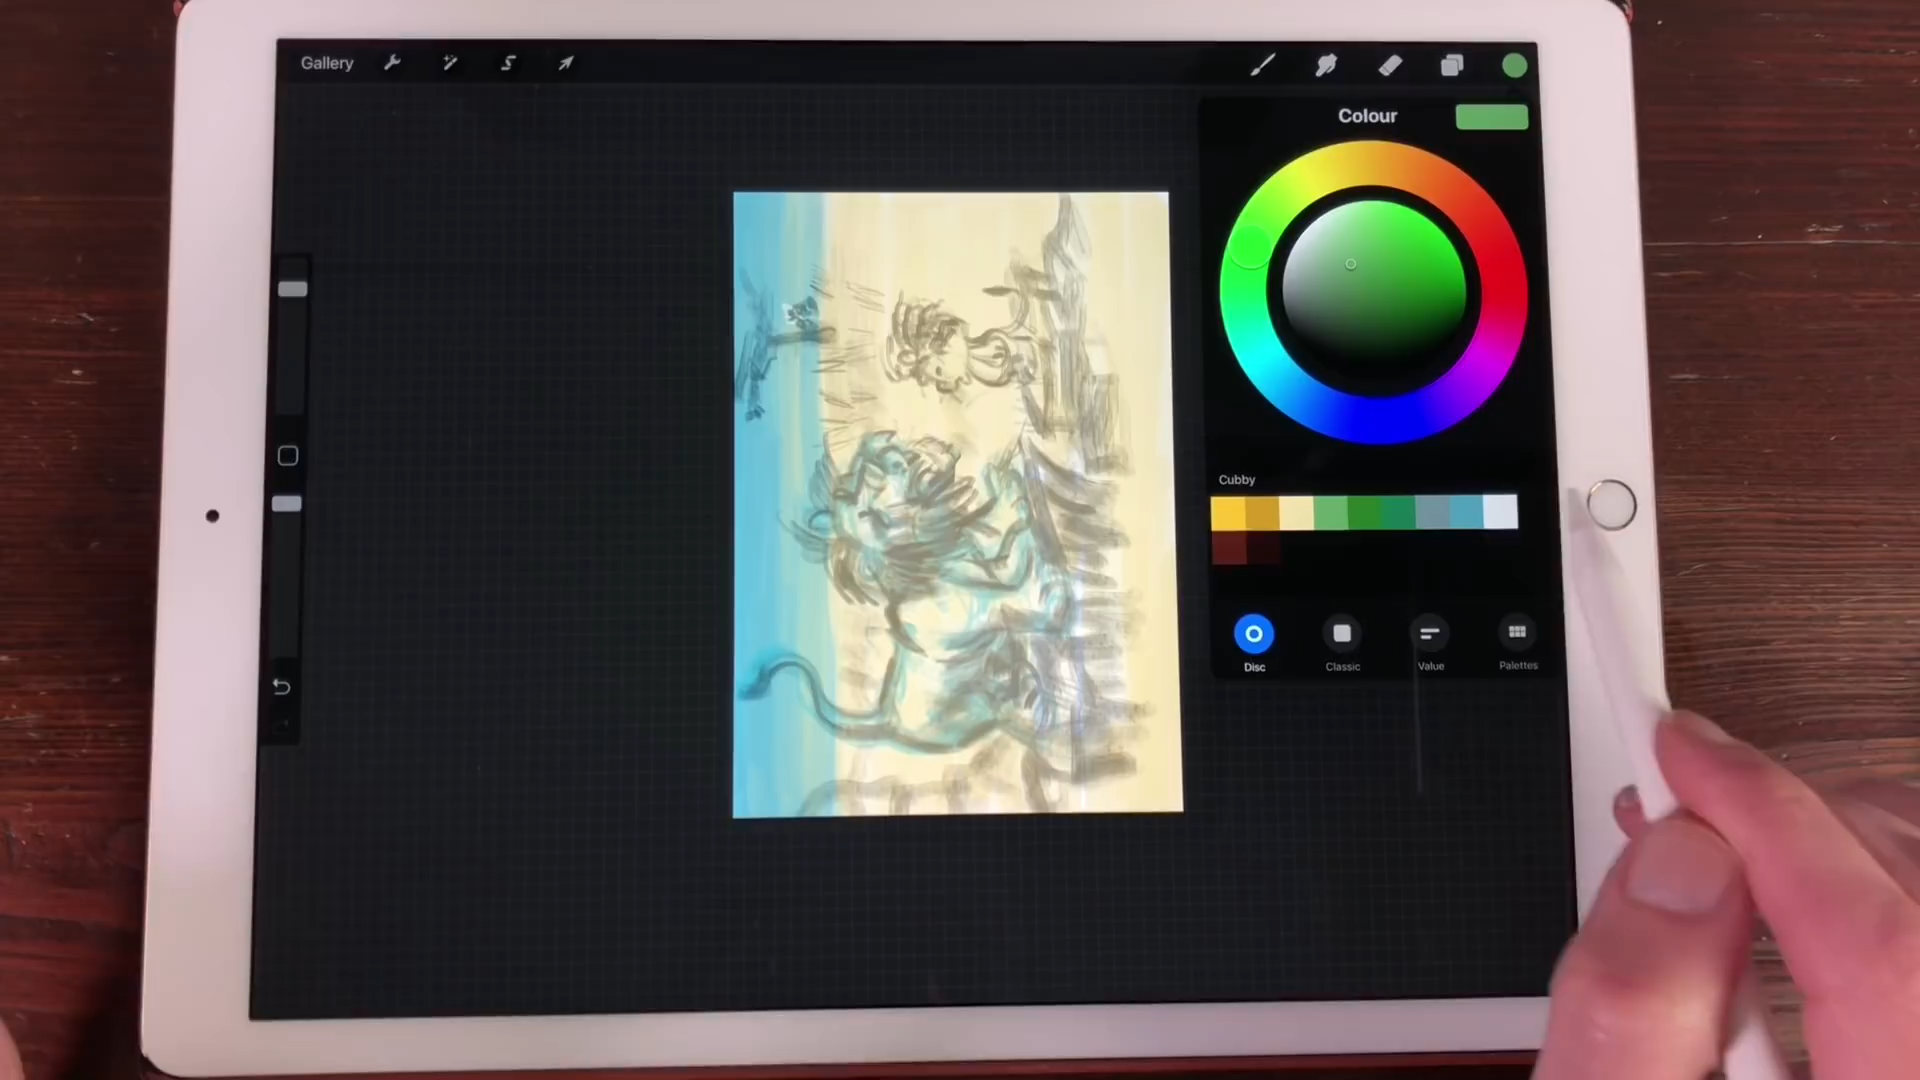 Gallery
Colour
Cubby
Disc
Classic
Value
Palettes